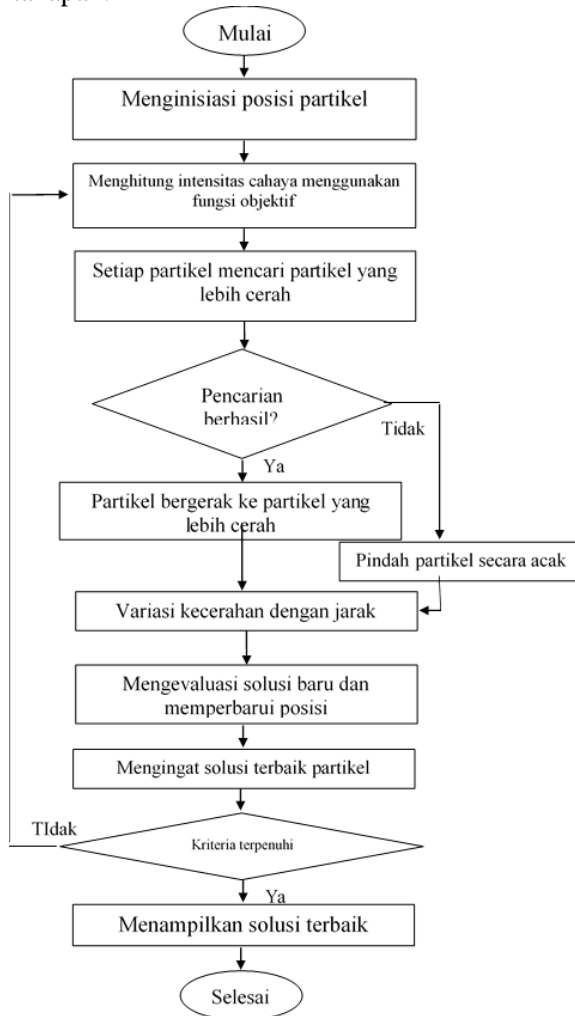 Mulai
Menginisiasi posisi partikel
Menghitung intensitas cahaya menggunakan
fungsi objektif
Setiap partikel mencari partikel yang
lebih cerah
Pencarian
berhasil?
Tidak
Ya
Partikel bergerak ke partikel yang
lebih cerah
Pindah partikel secara acak
Variasi kecerahan dengan jarak
Mengevaluasi solusi baru dan
memperbarui posisi
Mengingat solusi terbaik partikel
TIdak
Kriteria terpenuhi
Ya
Menampilkan solusi terbaik
Selesai